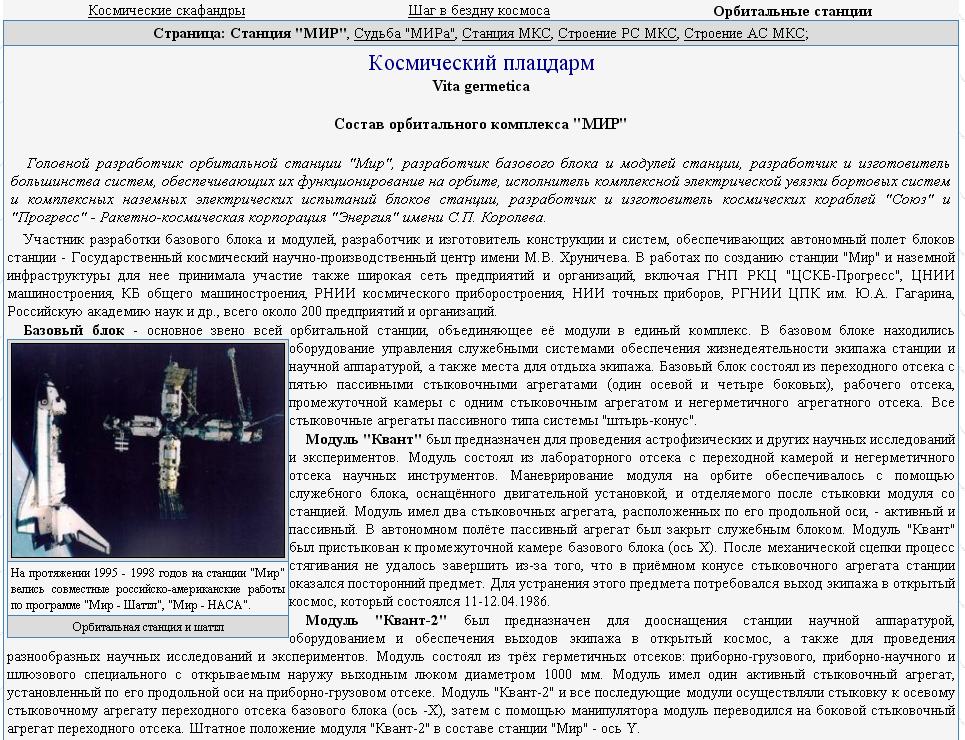 Космические скафандры Шаг в бездну космоса Орбитальные станции
Страница: Станция "МИР", Судьба "МИРа", Станция МКС, Строение РС МКС, Строение АС МКС;
Космический плацдарм
Vita germetica
Состав орбитального комплекса "МИР"
Головной разработчик орбитальной станции "Мир", разработчик базового блока и модулей станции, разработчик и изготовитель
большинства систем, обеспечивающих их функционирование на орбите, исполнитель комплексной электрической увязки бортовых систем
и комплексных наземных электрических испытаний блоков станции, разработчик и изготовитель космических кораблей "Союз" и
"Прогресс" - Ракетно-космическая корпорация "Энергия" имени С.П. Королева.
Участник разработки базового блока и модулей, разработчик и изготовитель конструкции и систем, обеспечивающих автономный полет блоков
станции - Государственный космический научно-производственный центр имени М.В. Хруничева. В работах по созданию станции "Мир" и наземной
инфраструктуры для нее принимала участие также широкая сеть предприятий и организаций, включая ГНП РКЦ "ЦСКБ-Прогресс", ЦНИИ
машиностроения, КБ общего машиностроения, РНИИ космического приборостроения, НИИ точных приборов, РГНИИ ЦПК им. Ю.А. Гагарина,
Российскую академию наук и др., всего около 200 предприятий и организаций.
Базовый блок - основное звено всей орбитальной станции, объединяющее её модули в единый комплекс. В базовом блоке находились
оборудование управления служебными системами обеспечения жизнедеятельности экипажа станции и
научной аппаратурой, а также места для отдыха экипажа. Базовый блок состоял из переходного отсека с
пятью пассивными стыковочными агрегатами (один осевой и четыре боковых), рабочего отсека,
промежуточной камеры с одним стыковочным агрегатом и негерметичного агрегатного отсека. Все
стыковочные агрегаты пассивного типа системы "штырь-конус".
Модуль "Квант" был предназначен для проведения астрофизических и других научных исследований
и экспериментов. Модуль состоял из лабораторного отсека с переходной камерой и негерметичного
отсека научных инструментов. Маневрирование модуля на орбите обеспечивалось с помощью
служебного блока, оснащённого двигательной установкой, и отделяемого после стыковки модуля со
станцией. Модуль имел два стыковочных агрегата, расположенных по его продольной оси, - активный и
пассивный. В автономном полёте пассивный агрегат был закрыт служебным блоком. Модуль "Квант"
был пристыкован к промежуточной камере базового блока (ось X). После механической сцепки процесс
стягивания не удалось завершить из-за того, что в приёмном конусе стыковочного агрегата станции
оказался посторонний предмет. Для устранения этого предмета потребовался выход экипажа в открытый
космос, который состоялся 11-12.04.1986.
На протяжении 1995 - 1998 годов на станции "Мир"
велись совместные российско-американские работы
по программе "Мир - Шаттл", "Мир - НАСА".
Орбитальная станция и шаттл
Модуль "Квант-2" был предназначен для дооснащения станции научной аппаратурой,
оборудованием и обеспечения выходов экипажа в открытый космос, а также для проведения
разнообразных научных исследований и экспериментов. Модуль состоял из трёх герметичных отсеков: приборно-грузового, приборно-научного и
шлюзового специального с открываемым наружу выходным люком диаметром 1000 мм. Модуль имел один активный стыковочный агрегат,
установленный по его продольной оси на приборно-грузовом отсеке. Модуль "Квант-2" и все последующие модули осуществляли стыковку к осевому
стыковочному агрегату переходного отсека базового блока (ось -X), затем с помощью манипулятора модуль переводился на боковой стыковочный
агрегат переходного отсека. Штатное положение модуля "Квант-2" в составе станции "Мир" - ось Y.